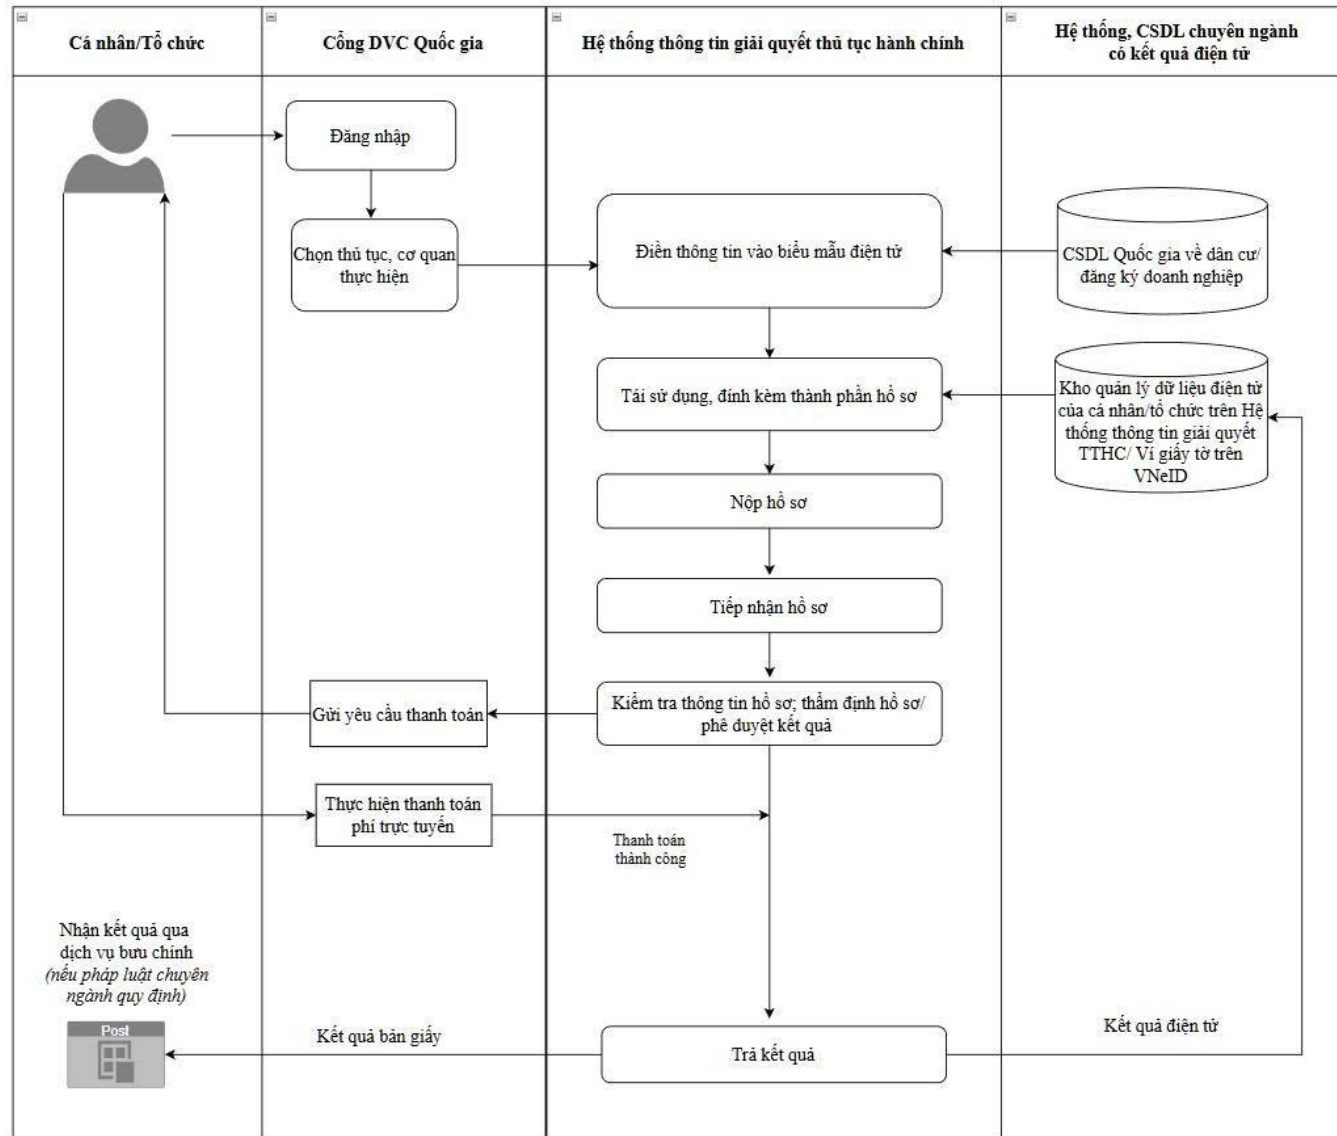 Cá nhân/Tổ chức
Cổng DVC Quốc gia
Hệ thống thông tin giải quyết thủ tục hành chính
Hệ thống, CSDL chuyên ngành
có kết quả điện tử
Đăng nhập
Chọn thủ tục, cơ quan
thực hiện
Điền thông tin vào biểu mẫu điện tử
CSDL Quốc gia về dân cư/
đăng ký doanh nghiệp
Tái sử dụng, đính kèm thành phần hồ sơ
Kho quản lý dữ liệu điện tử
của cá nhân/tổ chức trên Hệ
thống thông tin giải quyết
TTHC/ Ví giấy tờ trên
VNeID
Nộp hồ sơ
Tiếp nhận hồ sơ
Kiểm tra thông tin hồ sơ; thẩm định hồ sơ/
phê duyệt kết quả
Gửi yêu cầu thanh toán
Thực hiện thanh toán
phí trực tuyến
Thanh toán
thành công
Nhận kết quả qua
dịch vụ bưu chính
(nếu pháp luật chuyên
ngành quy định)
Post
Kết quả bản giấy
Trả kết quả
Kết quả điện tử